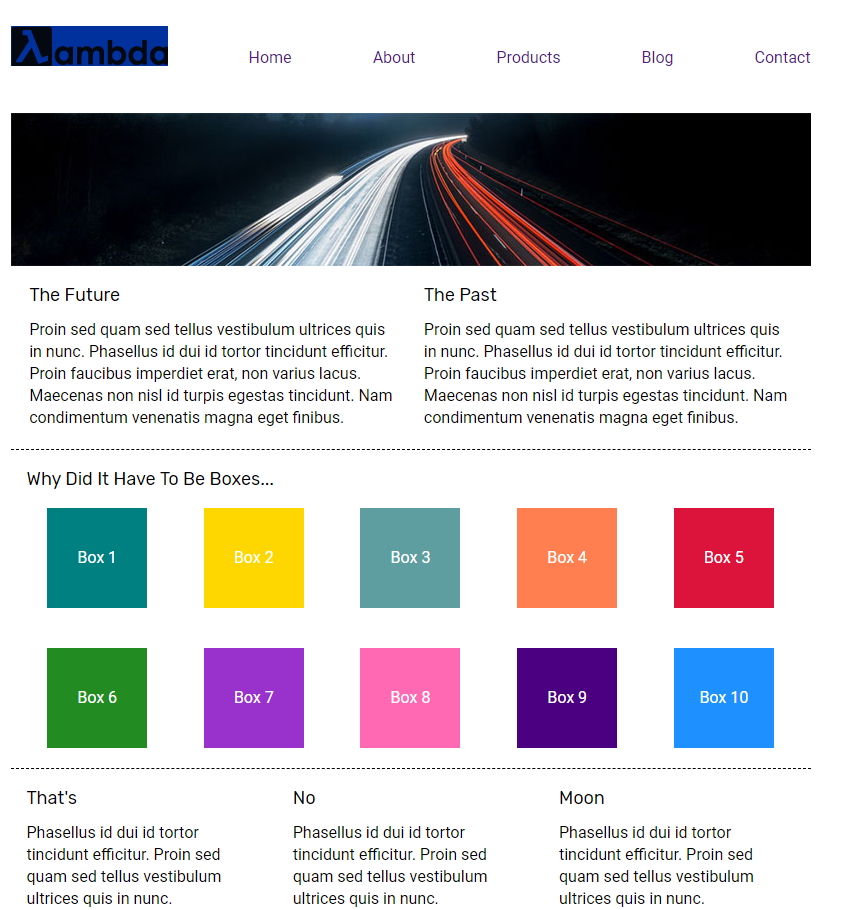 λambda
Home About Products Blog Contact
The Future
Proin sed quam sed tellus vestibulum ultrices quis
in nunc. Phasellus id dui id tortor tincidunt efficitur.
Proin faucibus imperdiet erat, non varius lacus.
Maecenas non nisl id turpis egestas tincidunt. Nam
condimentum venenatis magna eget finibus.
The Past
Proin sed quam sed tellus vestibulum ultrices quis
in nunc. Phasellus id dui id tortor tincidunt efficitur.
Proin faucibus imperdiet erat, non varius lacus.
Maecenas non nisl id turpis egestas tincidunt. Nam
condimentum venenatis magna eget finibus.
Why Did It Have To Be Boxes...
Box 1 Box 2 Box 3 Box 4 Box 5
Box 6 Box 7 Box 8 Box 9 Box 10
That's
Phasellus id dui id tortor
tincidunt efficitur. Proin sed
quam sed tellus vestibulum
ultrices quis in nunc.
No
Phasellus id dui id tortor
tincidunt efficitur. Proin sed
quam sed tellus vestibulum
ultrices quis in nunc.
Moon
Phasellus id dui id tortor
tincidunt efficitur. Proin sed
quam sed tellus vestibulum
ultrices quis in nunc.